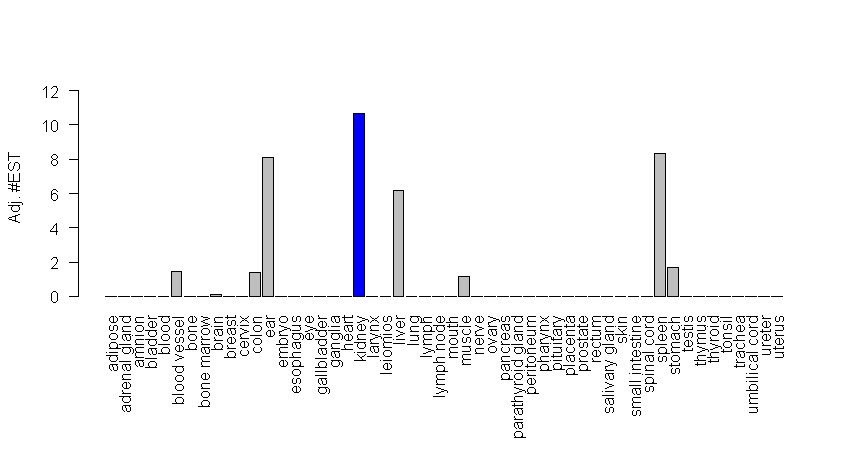 Adj. #EST
12
10
8
6
4
2
0
adipose
adrenal gland
amnion
bladder
blood
blood vessel
bone
bone marrow
brain
breast
cervix
colon
ear
embryo
esophagus
eye
gallbladder
ganglia
heart
kidney
larynx
leiomios
liver
lung
lymph
lymph node
mouth
muscle
nerve
ovary
pancreas
parathyroid gland
peritoneum
pharynx
pituitary
placenta
prostate
rectum
salivary gland
skin
small intestine
spinal cord
spleen
stomach
testis
thymus
thyroid
tonsil
trachea
umbilical cord
ureter
uterus